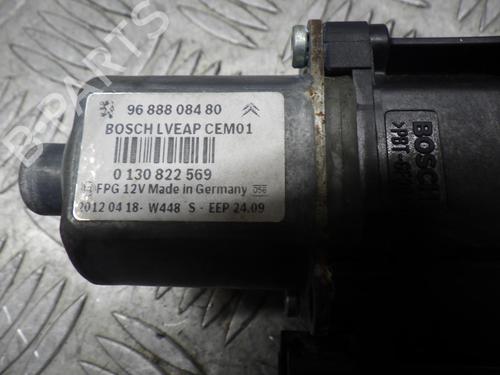 96 888 084 80
BOSCH LVEAP CEM01
0 130 822 569
FPG 12V Made in Germany
2012 04 18- W448 S - EEP 24.09
BOSCH
B-PARTS